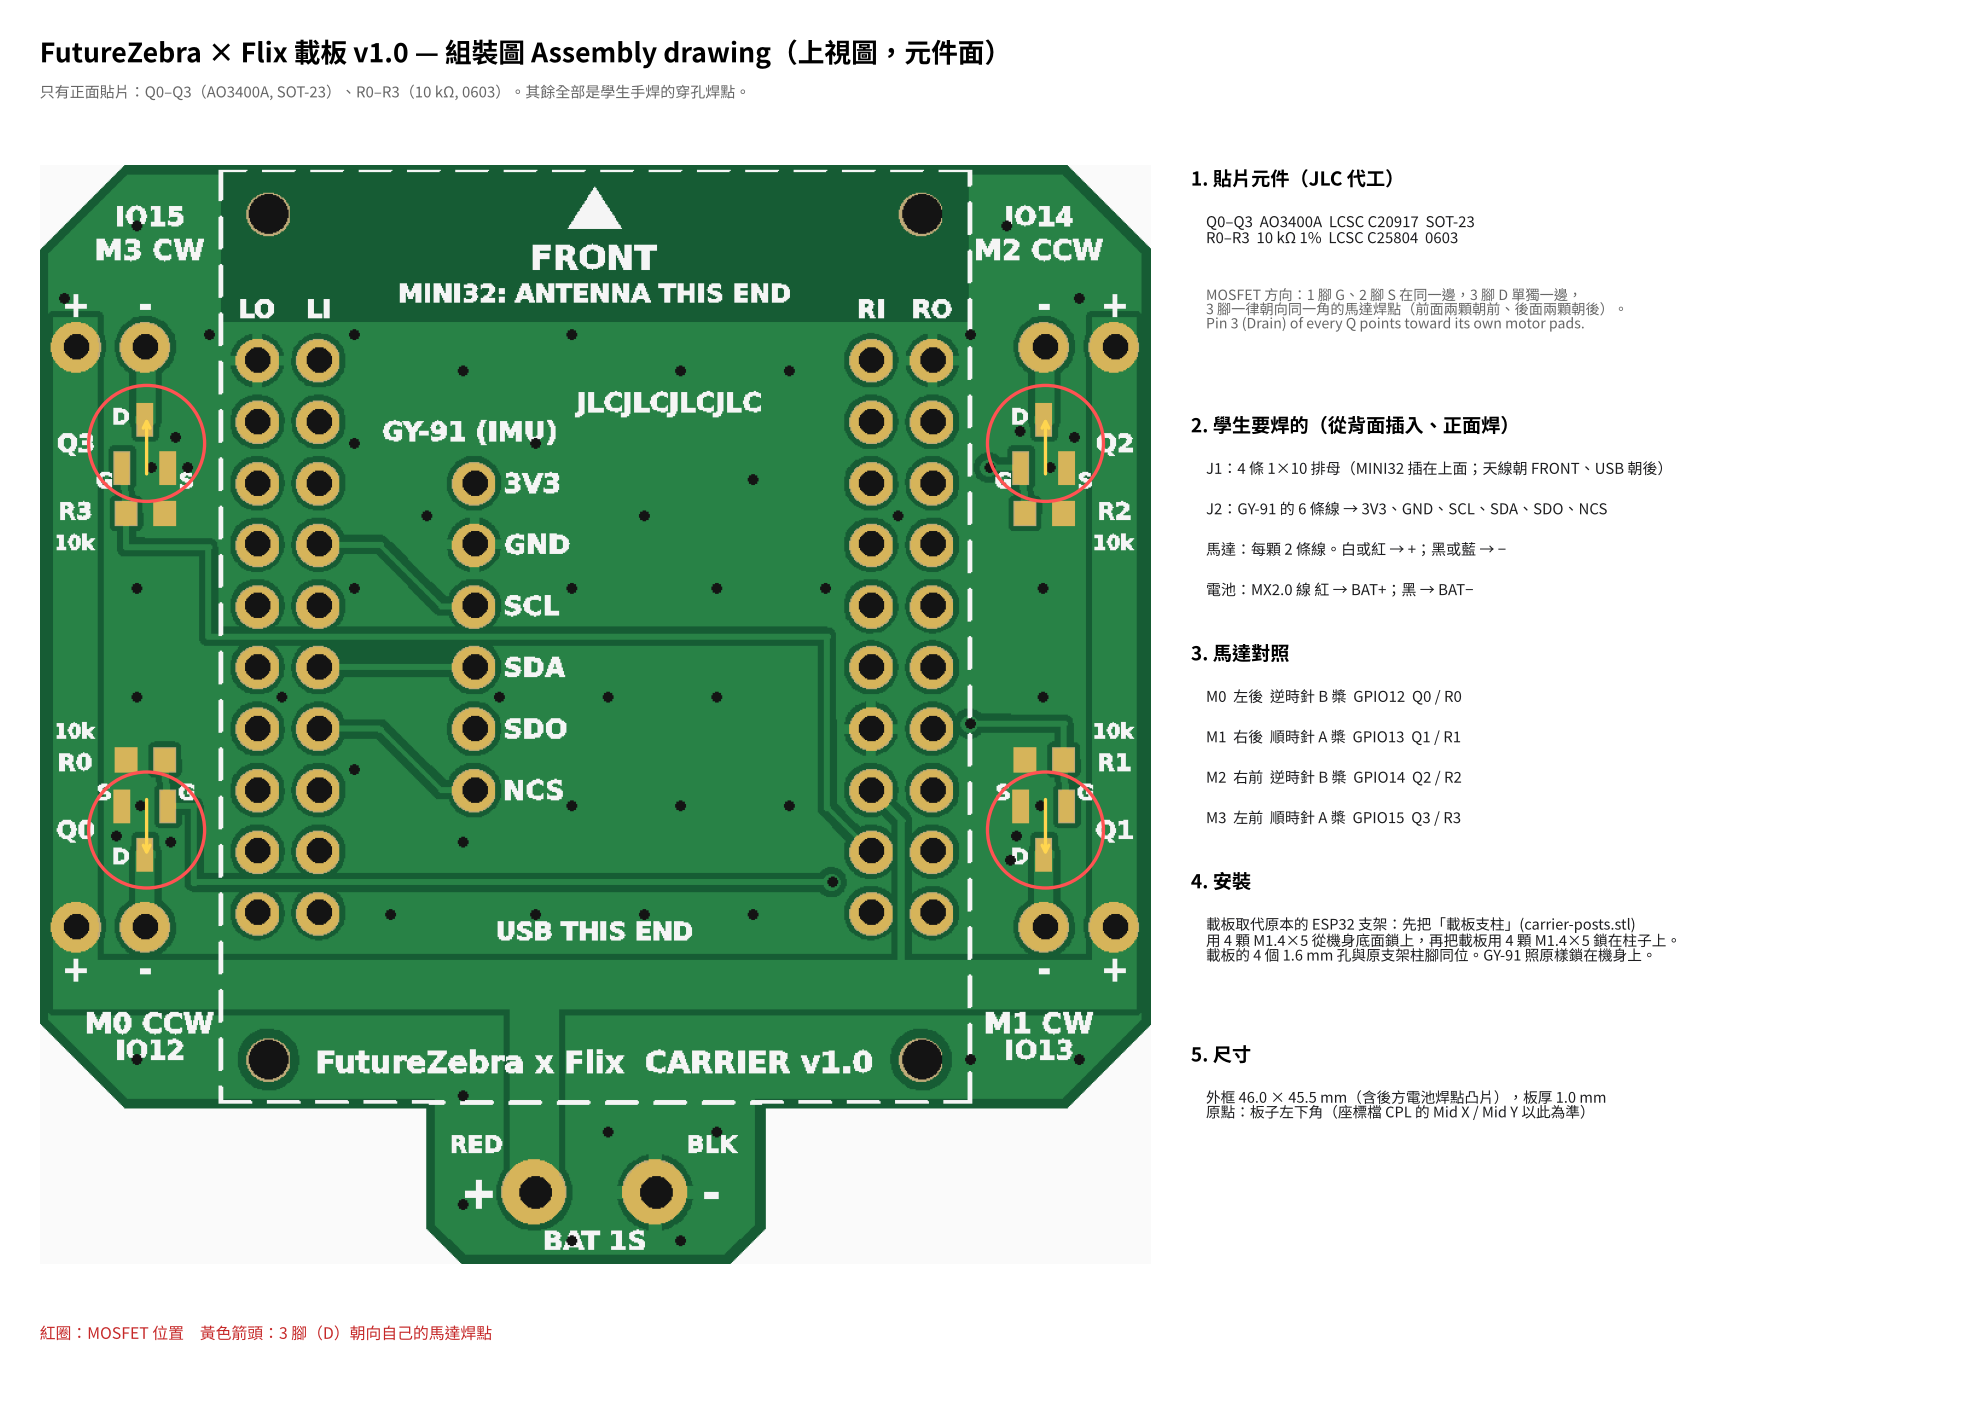 FutureZebra × Flix 載板 v1.0 — 組裝圖 Assembly drawing（上視圖，元件面）
只有正面貼片：Q0–Q3（AO3400A, SOT-23）、R0–R3（10 kΩ, 0603）。其餘全部是學生手焊的穿孔焊點。
IO15
M3 CW
IO14
M2 CCW
FRONT
MINI32: ANTENNA THIS END
LO LI
RI RO
+ -
- +
JLCJLCJLCJLC
GY-91 (IMU)
D
Q3
G S
R3
10k
D
Q2
G S
R2
10k
3V3
GND
SCL
SDA
SDO
NCS
10k
R0
S G
Q0
D
10k
R1
S G
Q1
D
USB THIS END
+ -
- +
M0 CCW
IO12
M1 CW
IO13
FutureZebra x Flix CARRIER v1.0
RED BLK
+ -
BAT 1S
1. 貼片元件（JLC 代工）
Q0–Q3 AO3400A LCSC C20917 SOT-23
R0–R3 10 kΩ 1% LCSC C25804 0603
MOSFET 方向：1 腳 G、2 腳 S 在同一邊，3 腳 D 單獨一邊，
3 腳一律朝向同一角的馬達焊點（前面兩顆朝前、後面兩顆朝後）。
Pin 3 (Drain) of every Q points toward its own motor pads.
2. 學生要焊的（從背面插入、正面焊）
J1：4 條 1×10 排母（MINI32 插在上面；天線朝 FRONT、USB 朝後）
J2：GY-91 的 6 條線 → 3V3、GND、SCL、SDA、SDO、NCS
馬達：每顆 2 條線。白或紅 → +；黑或藍 → −
電池：MX2.0 線 紅 → BAT+；黑 → BAT−
3. 馬達對照
M0 左後 逆時針 B 槳 GPIO12 Q0 / R0
M1 右後 順時針 A 槳 GPIO13 Q1 / R1
M2 右前 逆時針 B 槳 GPIO14 Q2 / R2
M3 左前 順時針 A 槳 GPIO15 Q3 / R3
4. 安裝
載板取代原本的 ESP32 支架：先把「載板支柱」(carrier-posts.stl)
用 4 顆 M1.4×5 從機身底面鎖上，再把載板用 4 顆 M1.4×5 鎖在柱子上。
載板的 4 個 1.6 mm 孔與原支架柱腳同位。GY-91 照原樣鎖在機身上。
5. 尺寸
外框 46.0 × 45.5 mm（含後方電池焊點凸片），板厚 1.0 mm
原點：板子左下角（座標檔 CPL 的 Mid X / Mid Y 以此為準）
紅圈：MOSFET 位置 黃色箭頭：3 腳（D）朝向自己的馬達焊點